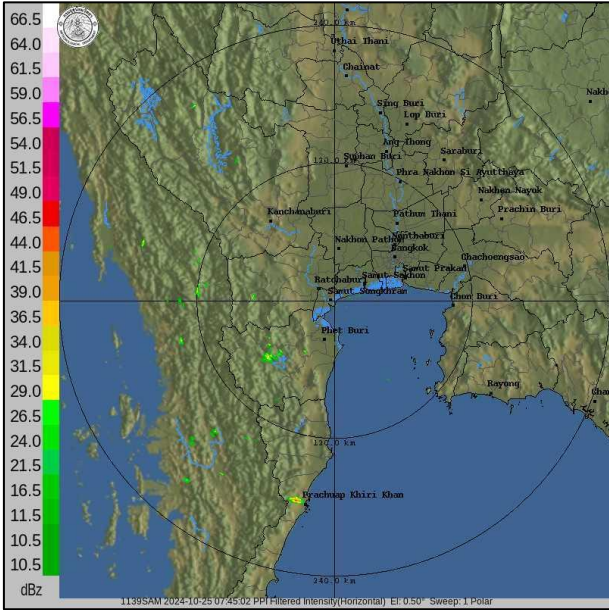 66.5
64.0
61.5
59.0
56.5
54.0
51.5
49.0
46.5
44.0
41.5
39.0
36.5
34.0
31.5
29.0
26.5
24.0
21.5
18.5
16.0
13.5
10.5
10.5
dBz
240.0 km
Uthai Thani
Chainat
Nakh
Sing Buri
Lop Buri
Ang Thong
Saraburi
120.0 km
Suphan Buri
Phra Nakhon Si Ayutthaya
Nakhon Nayok
Kanchanaburi
Pathum Thani
Prachin Buri
Nonthaburi
Nakhon Pathom
Bangkok
Chachoengsao
Samut Prakan
Ratchaburi
Samut Sakhon
Samut Songkhram
Chon Buri
Phet Buri
Rayong
Chan
120.0 km
Prachuap Khiri Khan
240.0 km
1139SAM 2024-10-25 07:45:02 PPI Filtered Intensity(Horizontal) El: 0.50° Sweep: 1 Polar